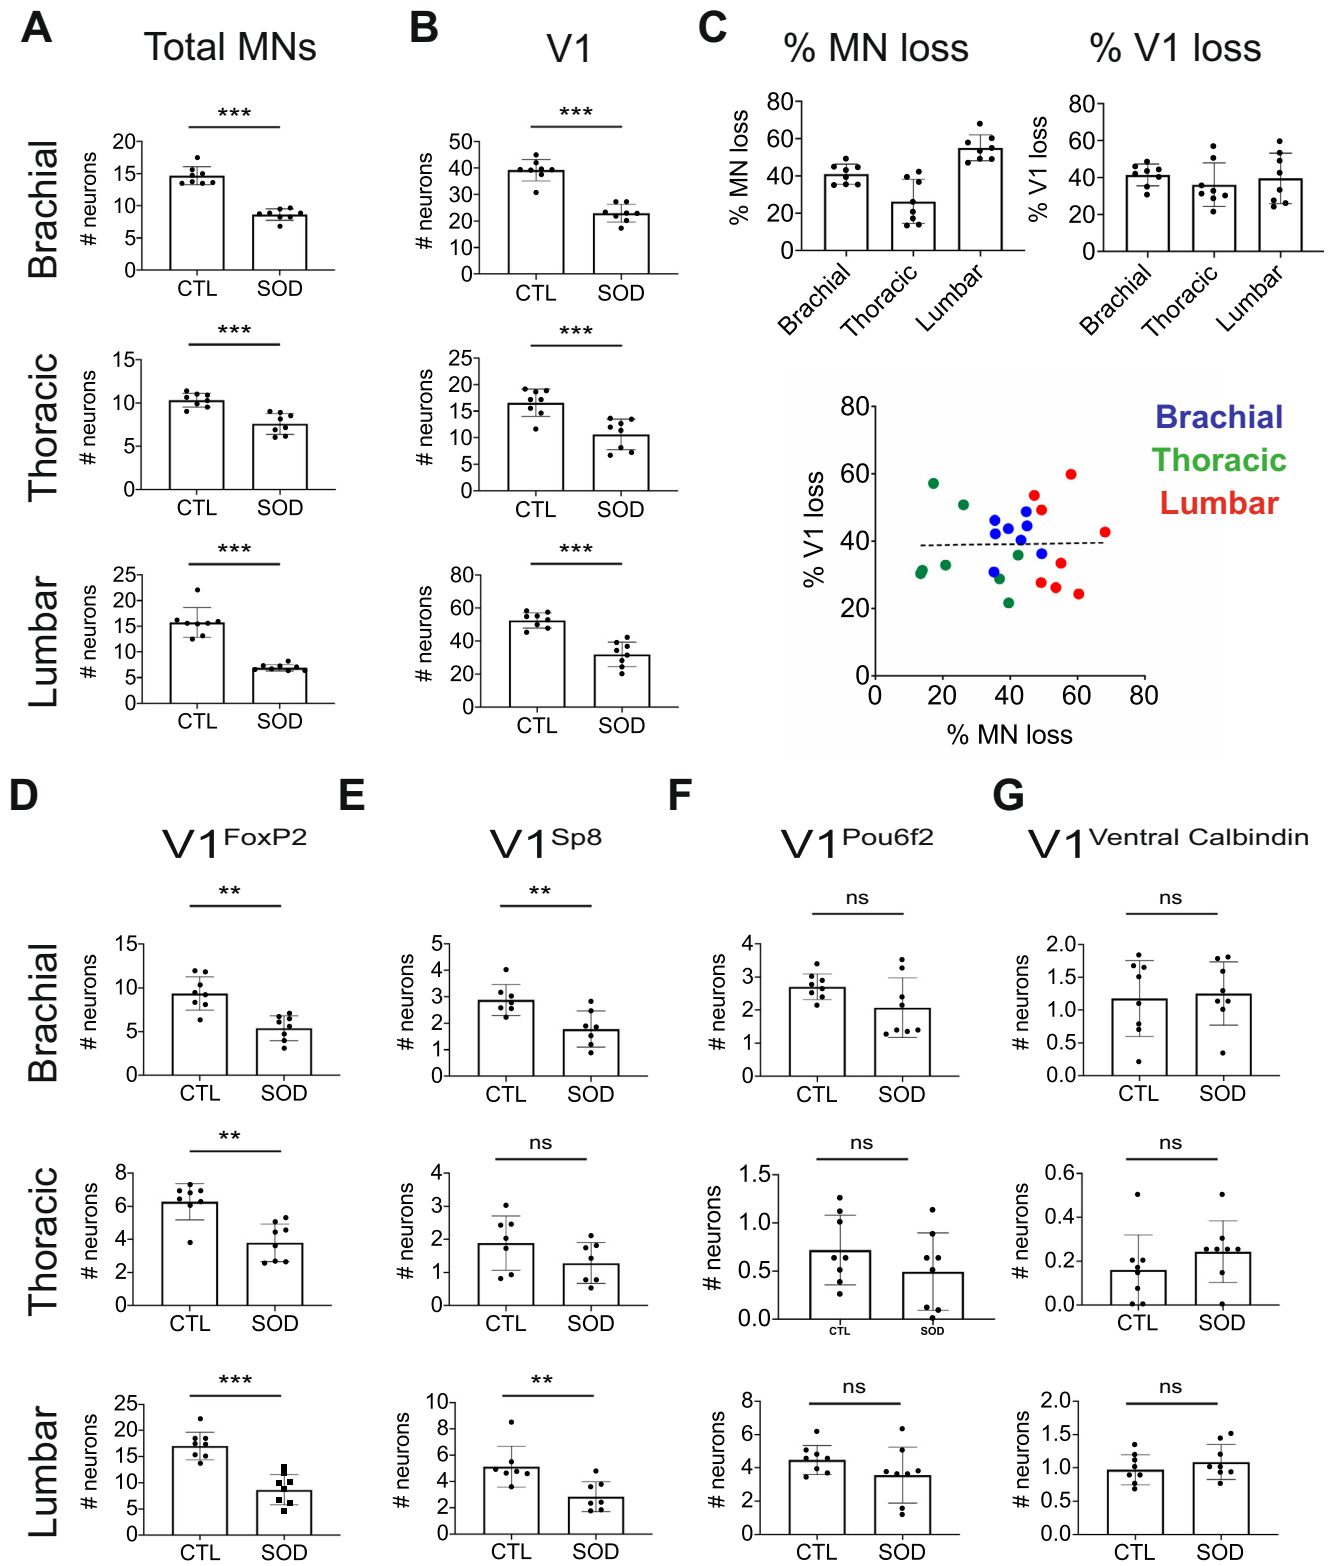 A
Total MNs
B
V1
C
% MN loss
% V1 loss
Brachial
# neurons
20
15
10
5
0
***
CTL
SOD
# neurons
50
40
30
20
10
0
***
CTL
SOD
% MN loss
80
60
40
20
0
Brachial
Thoracic
Lumbar
% V1 loss
80
60
40
20
0
Brachial
Thoracic
Lumbar
Thoracic
# neurons
15
10
5
0
***
CTL
SOD
# neurons
25
20
15
10
5
0
***
CTL
SOD
Lumbar
# neurons
25
20
15
10
5
0
***
CTL
SOD
# neurons
80
60
40
20
0
***
CTL
SOD
% V1 loss
80
60
40
20
0
0
20
40
60
80
% MN loss
Brachial
Thoracic
Lumbar
D
V1FoxP2
E
V1Sp8
F
V1Pou6f2
G
V1Ventral Calbindin
Brachial
# neurons
15
10
5
0
**
CTL
SOD
# neurons
5
4
3
2
1
0
**
CTL
SOD
# neurons
4
3
2
1
0
ns
CTL
SOD
# neurons
2.0
1.5
1.0
0.5
0.0
ns
CTL
SOD
Thoracic
# neurons
8
6
4
2
0
**
CTL
SOD
# neurons
4
3
2
1
0
ns
CTL
SOD
# neurons
1.5
1.0
0.5
0.0
ns
CTL
SOD
# neurons
0.6
0.4
0.2
0.0
ns
CTL
SOD
Lumbar
# neurons
25
20
15
10
5
0
***
CTL
SOD
# neurons
10
8
6
4
2
0
**
CTL
SOD
# neurons
8
6
4
2
0
ns
CTL
SOD
# neurons
2.0
1.5
1.0
0.5
0.0
ns
CTL
SOD